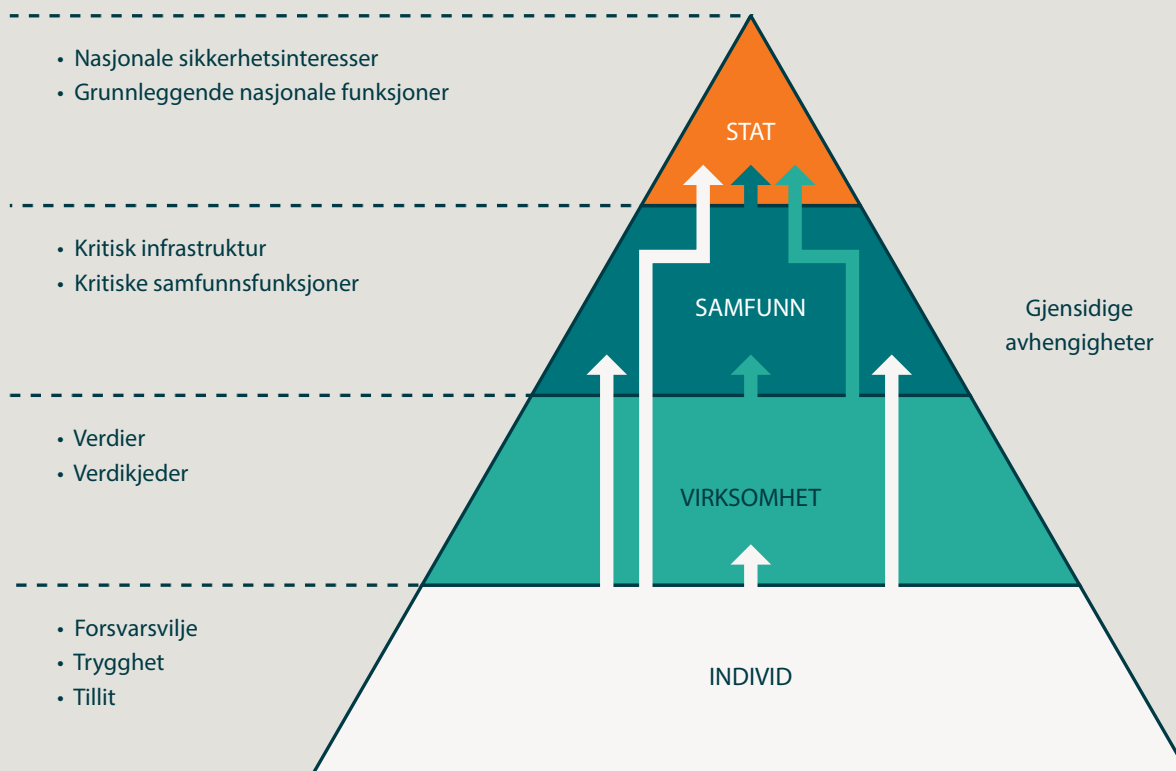 • Nasjonale sikkerhetsinteresser
• Grunnleggende nasjonale funksjoner
STAT
• Kritisk infrastruktur
• Kritiske samfunnsfunksjoner
SAMFUNN
Gjensidige
avhengigheter
• Verdier
• Verdikjeder
VIRKSOMHET
• Forsvarsvilje
• Trygghet
• Tillit
INDIVID